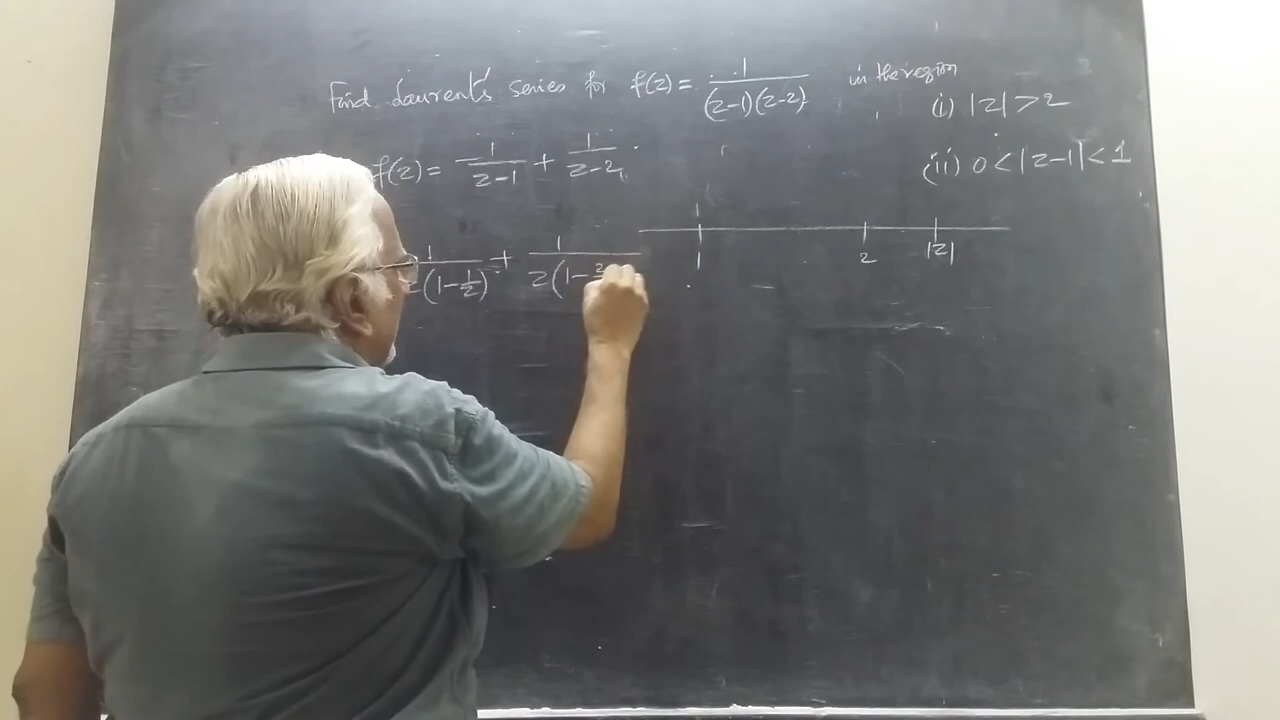 Find Laurent's series for f(z) = 1/((z-1)(z-2)) in the region
(i) |z| > 2
(ii) 0 < |z-1| < 1
f(z) = -1/(z-1) + 1/(z-2)
1 2 |z|
1/(z(1-1/z)) + 1/(z(1-2